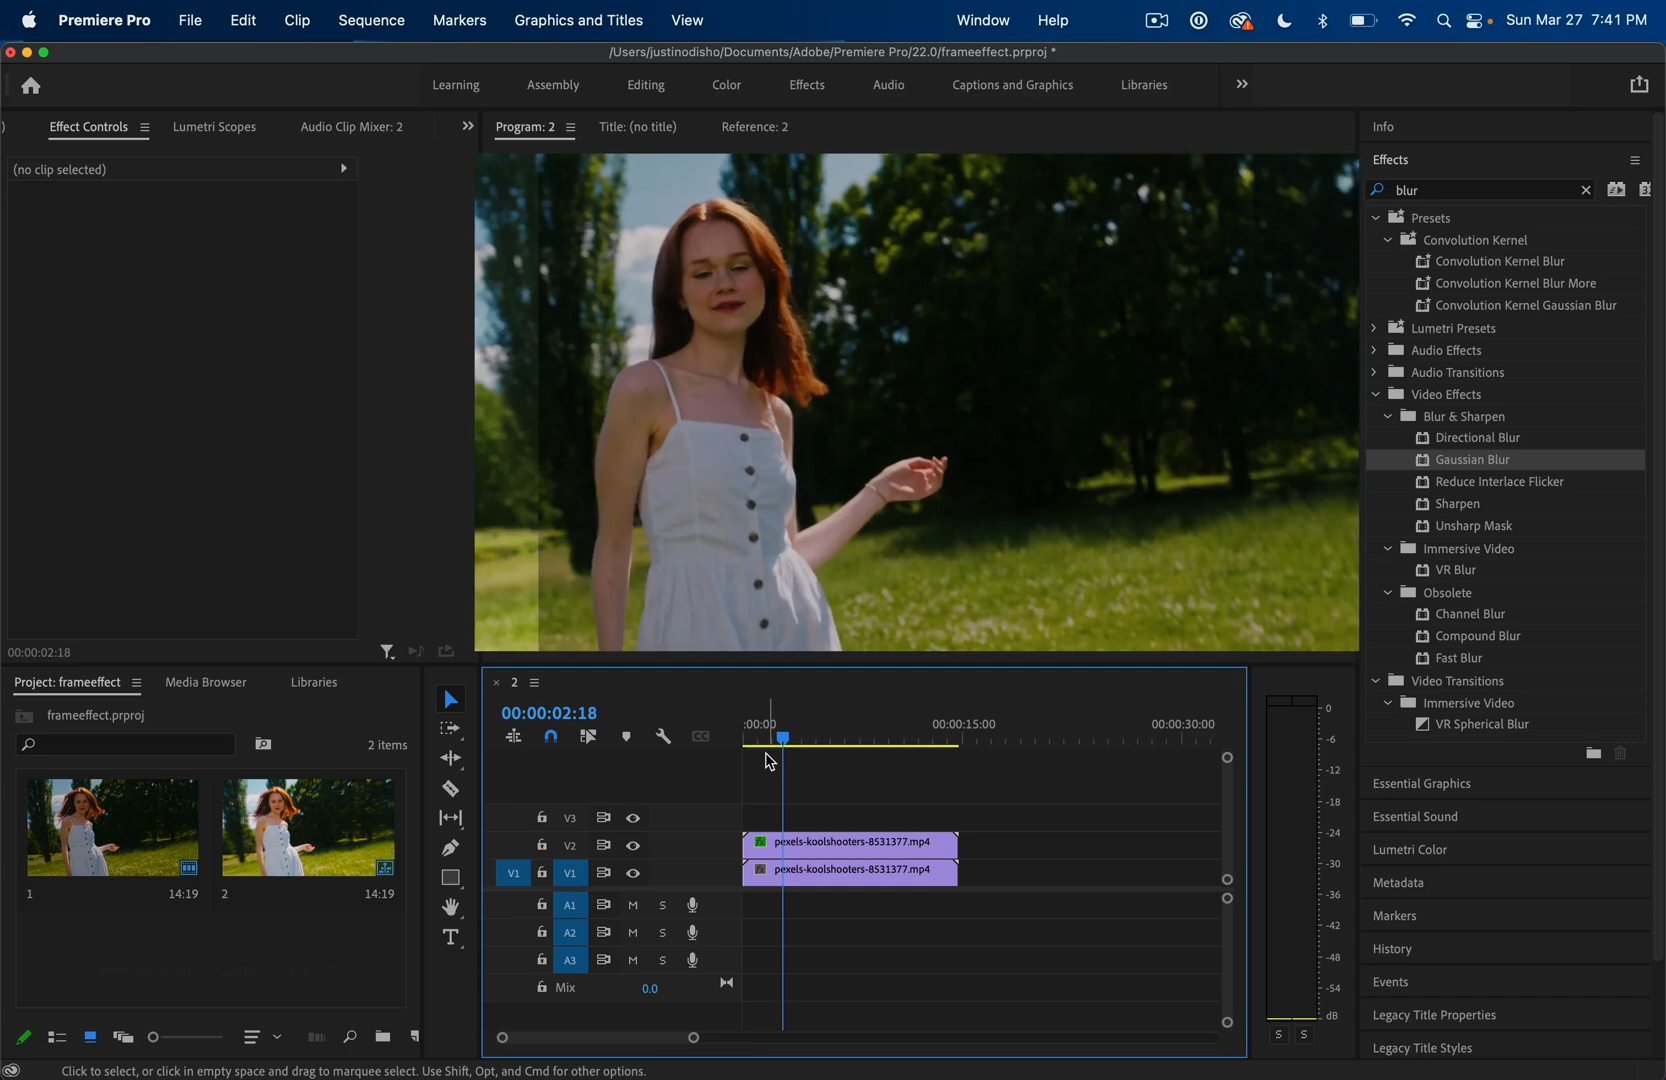 Premiere Pro File Edit Clip Sequence Markers Graphics and Titles View Window Help Sun Mar 27 7:41 PM
/Users/justinodisho/Documents/Adobe/Premiere Pro/22.0/frameeffect.prproj *
Learning Assembly Editing Color Effects Audio Captions and Graphics Libraries
Effect Controls Lumetri Scopes Audio Clip Mixer: 2
Program: 2 Title: (no title) Reference: 2
(no clip selected)
00:00:02:18
Info
Effects
blur
Presets
Convolution Kernel
Convolution Kernel Blur
Convolution Kernel Blur More
Convolution Kernel Gaussian Blur
Lumetri Presets
Audio Effects
Audio Transitions
Video Effects
Blur & Sharpen
Directional Blur
Gaussian Blur
Reduce Interlace Flicker
Sharpen
Unsharp Mask
Immersive Video
VR Blur
Obsolete
Channel Blur
Compound Blur
Fast Blur
Video Transitions
Immersive Video
VR Spherical Blur
Essential Graphics
Essential Sound
Lumetri Color
Metadata
Markers
History
Events
Legacy Title Properties
Legacy Title Styles
Project: frameeffect Media Browser Libraries
frameeffect.prproj
2 items
1 14:19
2 14:19
2
00:00:02:18
:00:00 00:00:15:00 00:00:30:00
V3
V2 fx pexels-koolshooters-8531377.mp4
V1 V1 fx pexels-koolshooters-8531377.mp4
A1 M S
A2 M S
A3 M S
Mix 0.0
0
-6
-12
-18
-24
-30
-36
-42
-48
-54
dB
S S
Click to select, or click in empty space and drag to marquee select. Use Shift, Opt, and Cmd for other options.